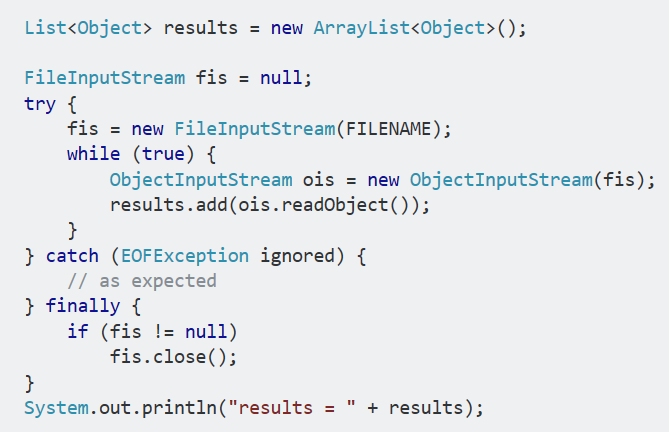 List<Object> results = new ArrayList<Object>();

FileInputStream fis = null;
try {
    fis = new FileInputStream(FILENAME);
    while (true) {
        ObjectInputStream ois = new ObjectInputStream(fis);
        results.add(ois.readObject());
    }
} catch (EOFException ignored) {
    // as expected
} finally {
    if (fis != null)
        fis.close();
}
System.out.println("results = " + results);